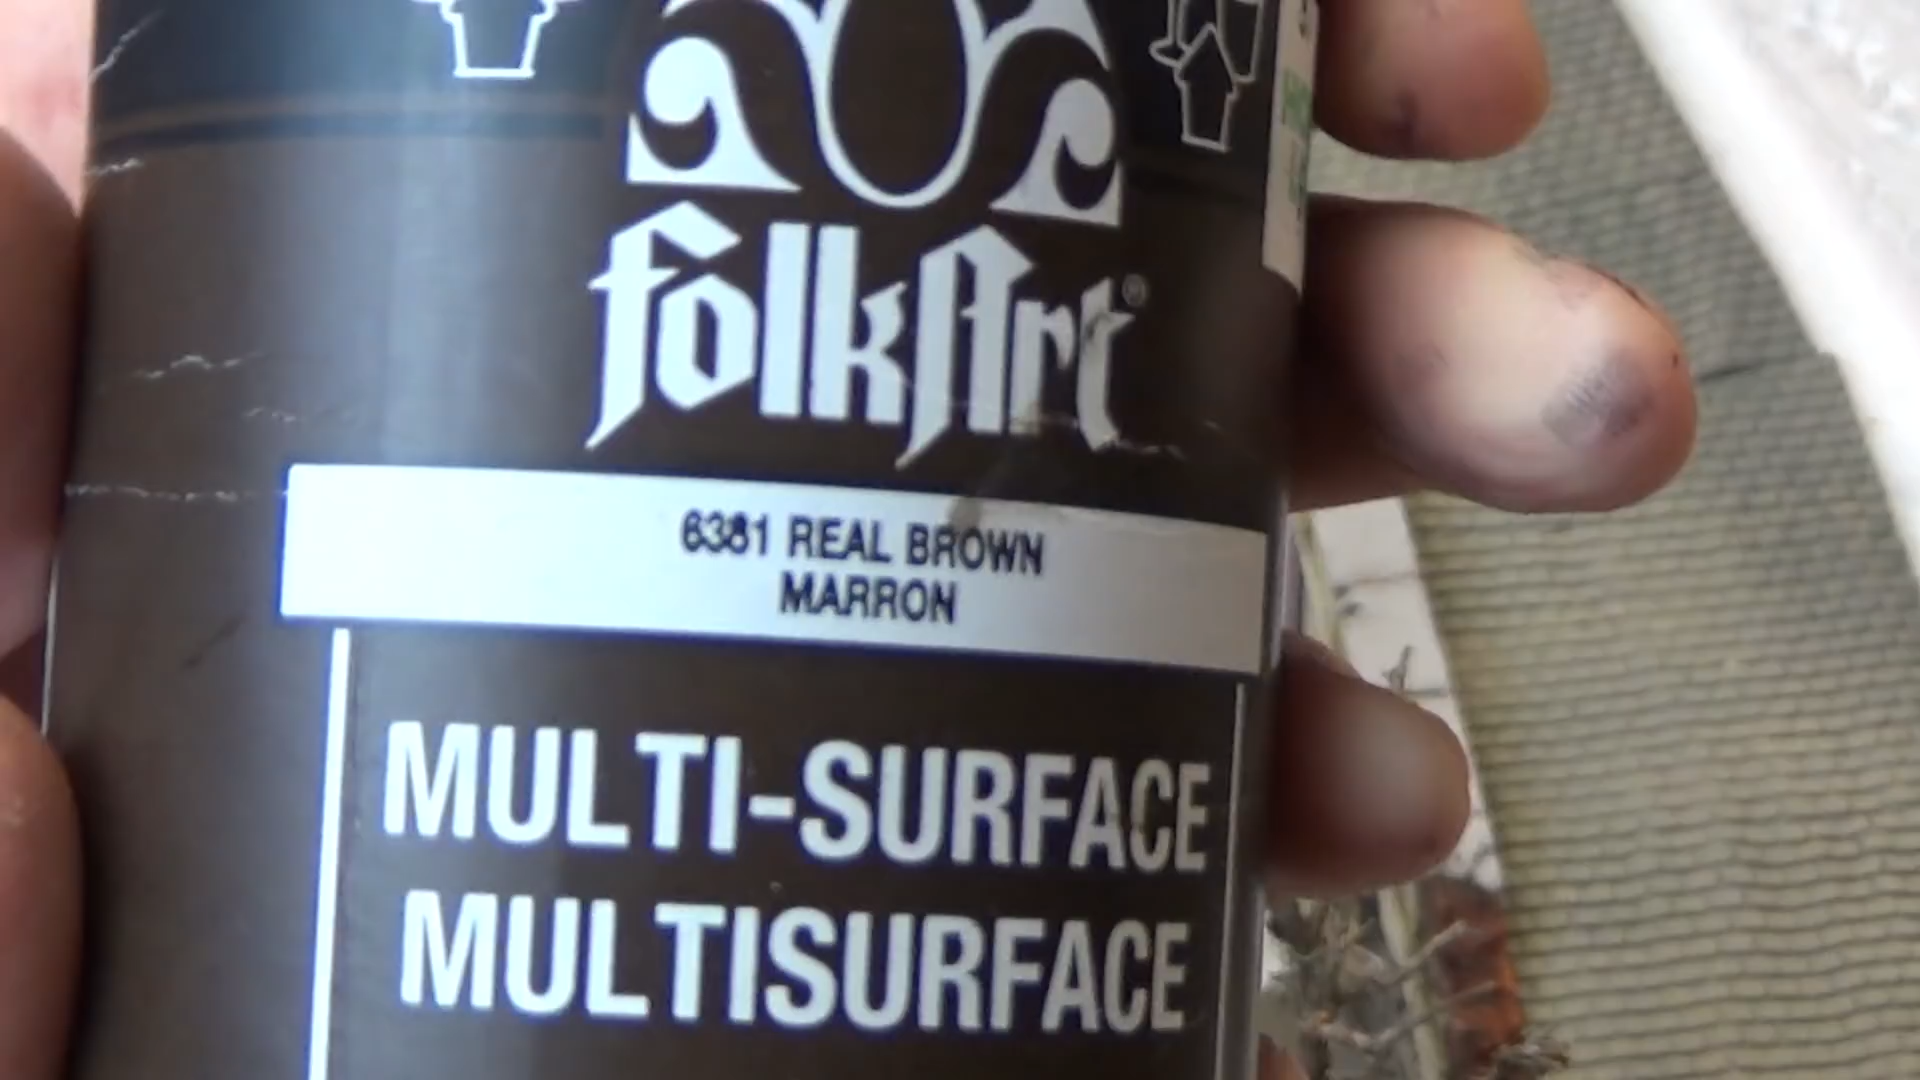 folkArt®
6381 REAL BROWN
MARRON
MULTI-SURFACE
MULTISURFACE